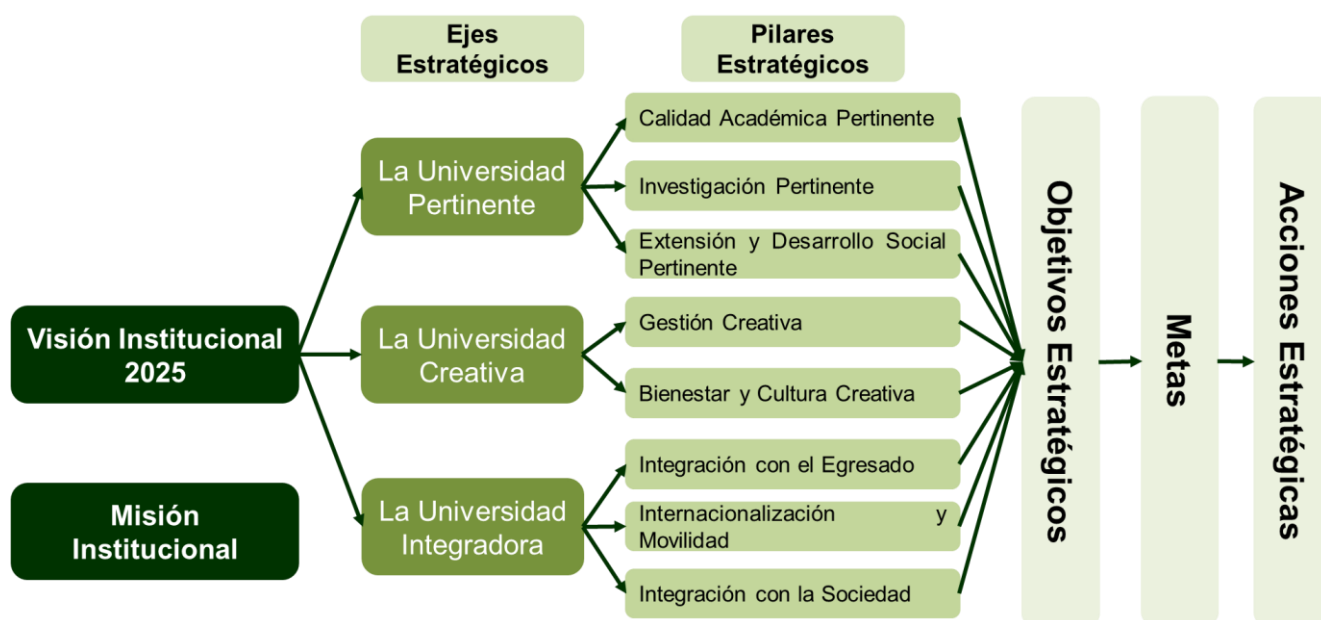 Ejes
Estratégicos
Pilares
Estratégicos
Visión Institucional
2025
Misión
Institucional
La Universidad
Pertinente
La Universidad
Creativa
La Universidad
Integradora
Calidad Académica Pertinente
Investigación Pertinente
Extensión y Desarrollo Social
Pertinente
Gestión Creativa
Bienestar y Cultura Creativa
Integración con el Egresado
Internacionalización y
Movilidad
Integración con la Sociedad
Objetivos Estratégicos
Metas
Acciones Estratégicas